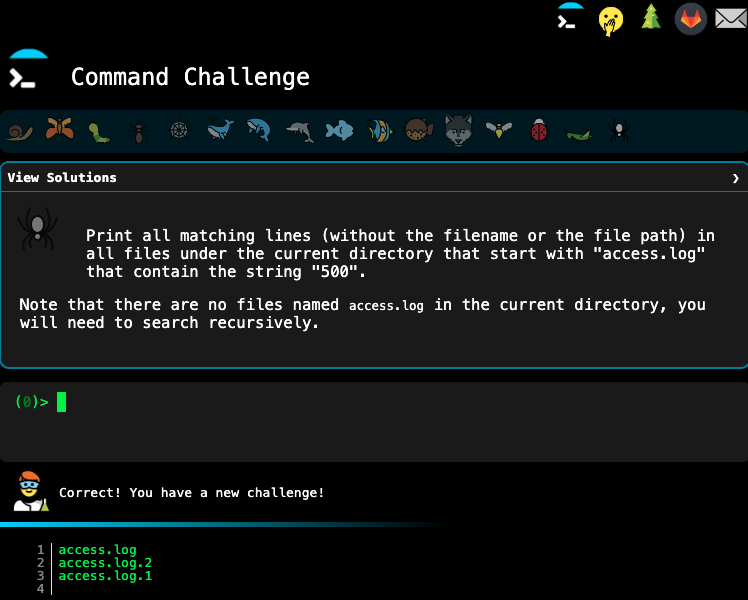 Command Challenge
View Solutions ❯
Print all matching lines (without the filename or the file path) in
all files under the current directory that start with "access.log"
that contain the string "500".
Note that there are no files named access.log in the current directory, you
will need to search recursively.
(0)>
Correct! You have a new challenge!
1 access.log
2 access.log.2
3 access.log.1
4